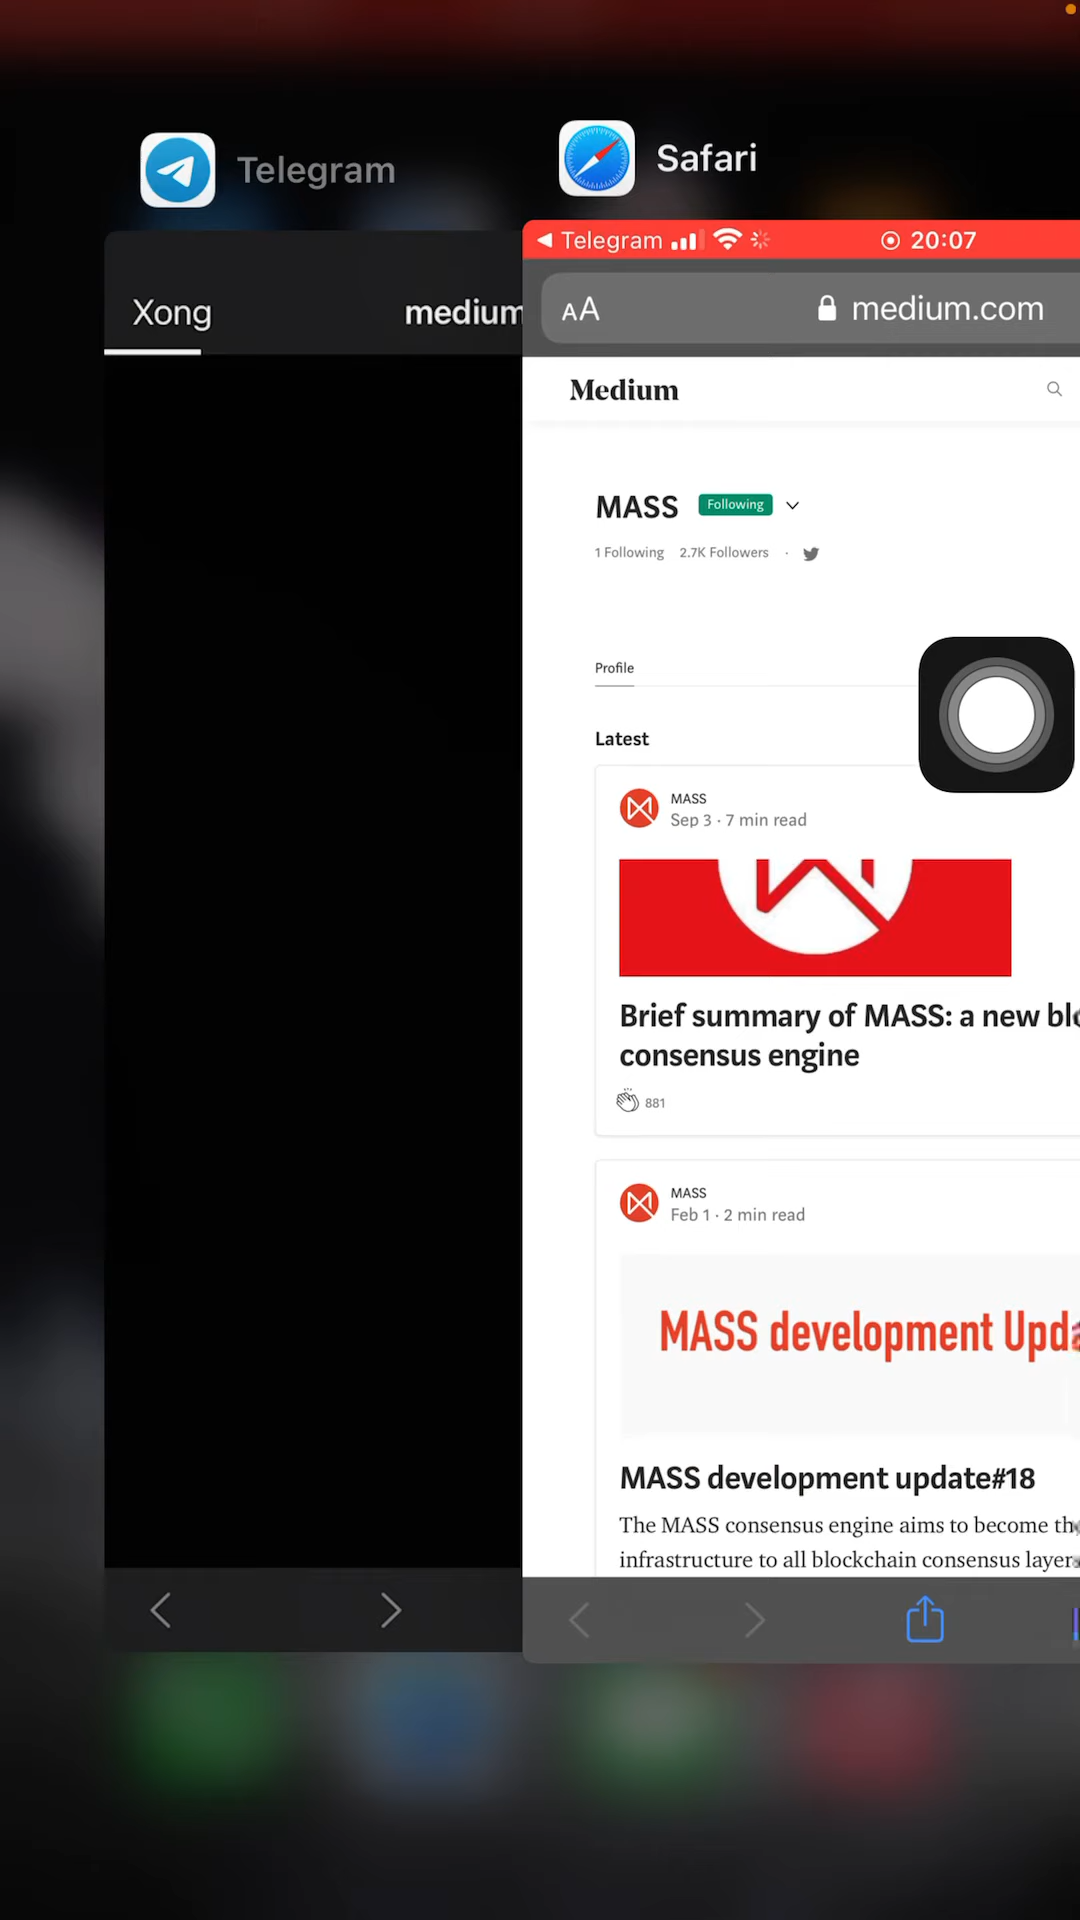 Telegram
Safari
Telegram
20:07
Xong
medium
AA
medium.com
Medium
MASS
Following
1 Following
2.7K Followers
·
Profile
Latest
MASS
Sep 3 · 7 min read
Brief summary of MASS: a new
consensus engine
881
MASS
Feb 1 · 2 min read
MASS development
MASS development update#18
The MASS consensus engine aims to become
infrastructure to all blockchain consensus layer